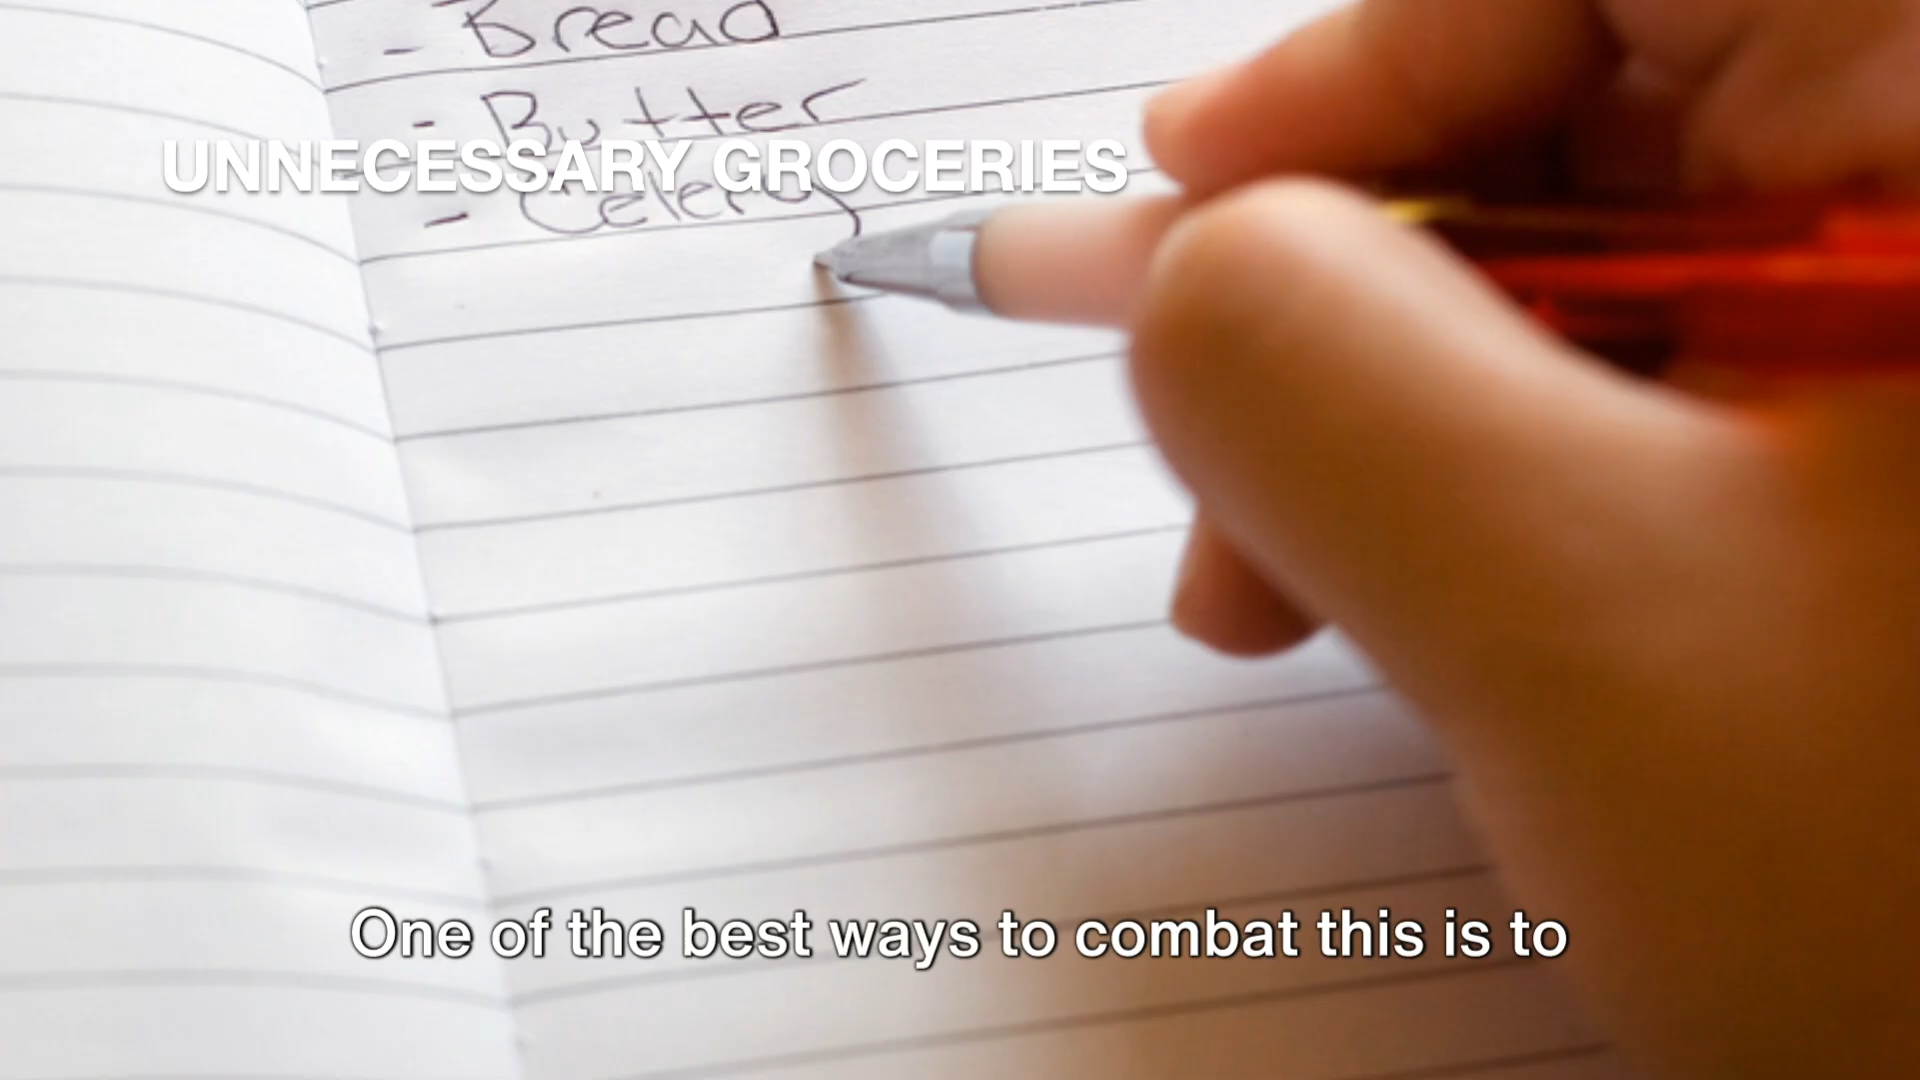 - Bread
- Butter
UNNECESSARY GROCERIES
- Celery
One of the best ways to combat this is to